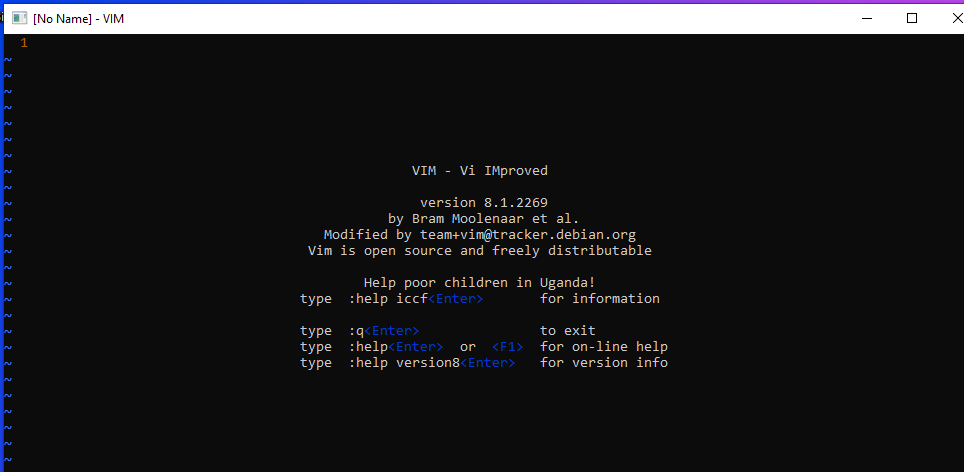 [No Name] - VIM
1
~
~
~
~
~
~
~
~ VIM - Vi IMproved
~
~ version 8.1.2269
~ by Bram Moolenaar et al.
~ Modified by team+vim@tracker.debian.org
~ Vim is open source and freely distributable
~
~ Help poor children in Uganda!
~ type :help iccf<Enter> for information
~
~ type :q<Enter> to exit
~ type :help<Enter> or <F1> for on-line help
~ type :help version8<Enter> for version info
~
~
~
~
~
~